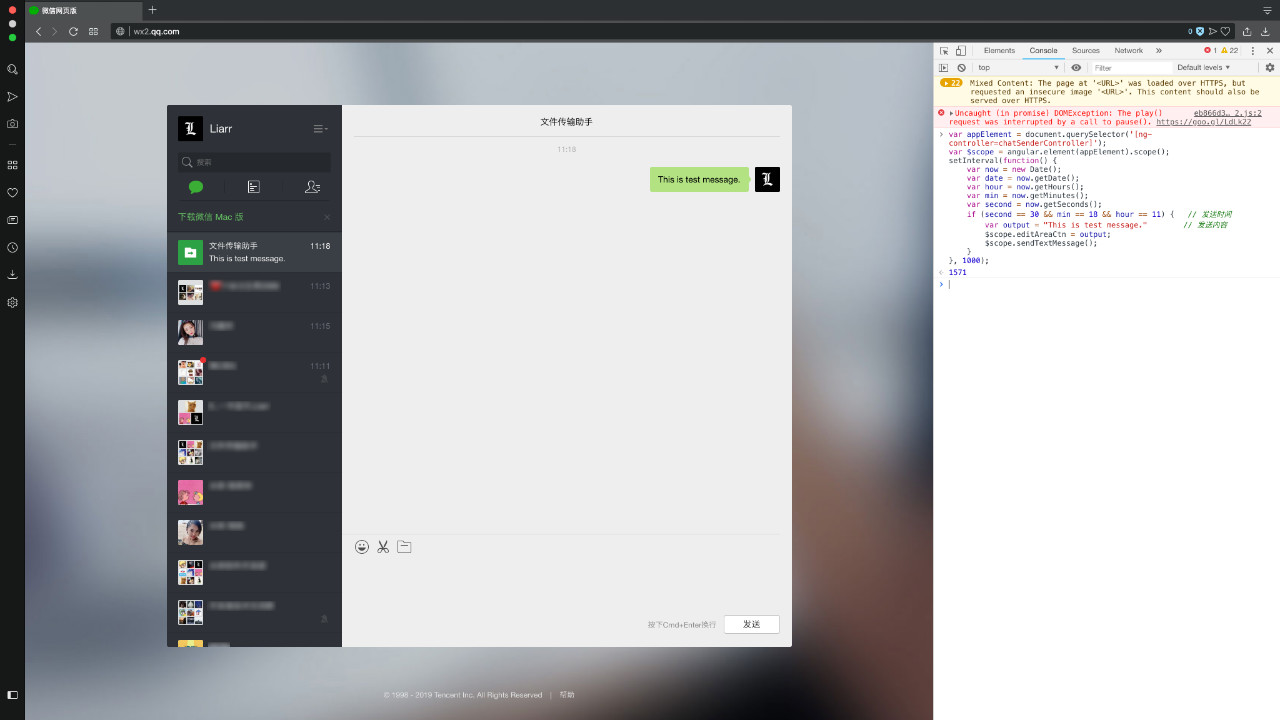 微信网页版
wx2.qq.com
0
Liarr
搜索
下载微信 Mac 版
文件传输助手 11:18
This is test message.
11:13
11:15
11:11
文件传输助手
11:18
This is test message.
L
按下Cmd+Enter换行
发送
© 1998 - 2019 Tencent Inc. All Rights Reserved | 帮助
Elements Console Sources Network » 1 22
top Filter Default levels
22 Mixed Content: The page at '<URL>' was loaded over HTTPS, but
requested an insecure image '<URL>'. This content should also be
served over HTTPS.
Uncaught (in promise) DOMException: The play() eb866d3… 2.js:2
request was interrupted by a call to pause(). https://goo.gl/LdLk22
var appElement = document.querySelector('[ng-
controller=chatSenderController]');
var $scope = angular.element(appElement).scope();
setInterval(function() {
var now = new Date();
var date = now.getDate();
var hour = now.getHours();
var min = now.getMinutes();
var second = now.getSeconds();
if (second == 30 && min == 18 && hour == 11) { // 发送时间
var output = "This is test message." // 发送内容
$scope.editAreaCtn = output;
$scope.sendTextMessage();
}
}, 1000);
1571